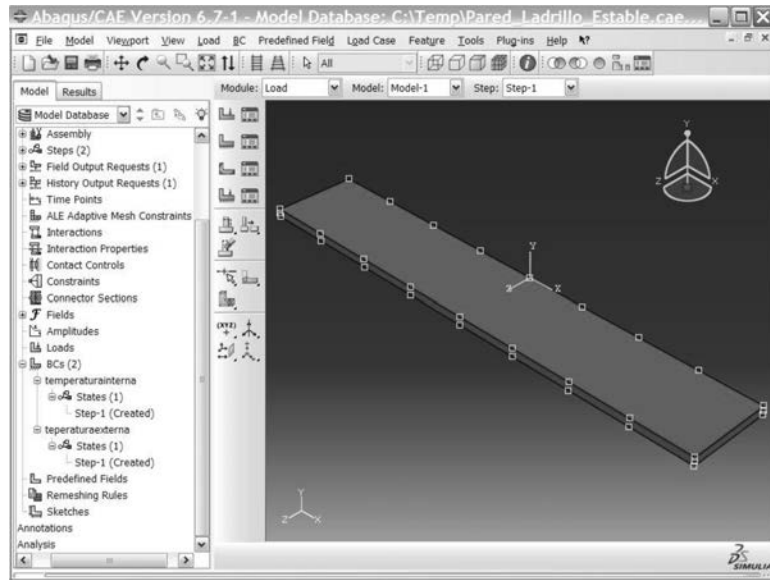 Abaqus/CAE Version 6.7-1 - Model Database: C:\Temp\Pared_Ladrillo_Estable.cae...
File Model Viewport View Load BC Predefined Field Load Case Feature Tools Plug-ins Help
All
Model Results
Module: Load Model: Model-1 Step: Step-1
Model Database
Assembly
Steps (2)
Field Output Requests (1)
History Output Requests (1)
Time Points
ALE Adaptive Mesh Constraints
Interactions
Interaction Properties
Contact Controls
Constraints
Connector Sections
Fields
Amplitudes
Loads
BCs (2)
temperaturainterna
States (1)
Step-1 (Created)
teperaturaexterna
States (1)
Step-1 (Created)
Predefined Fields
Remeshing Rules
Sketches
Annotations
Analysis
(XYZ)
Y
Z X
Y
Z X
Y
Z X
SIMULIA